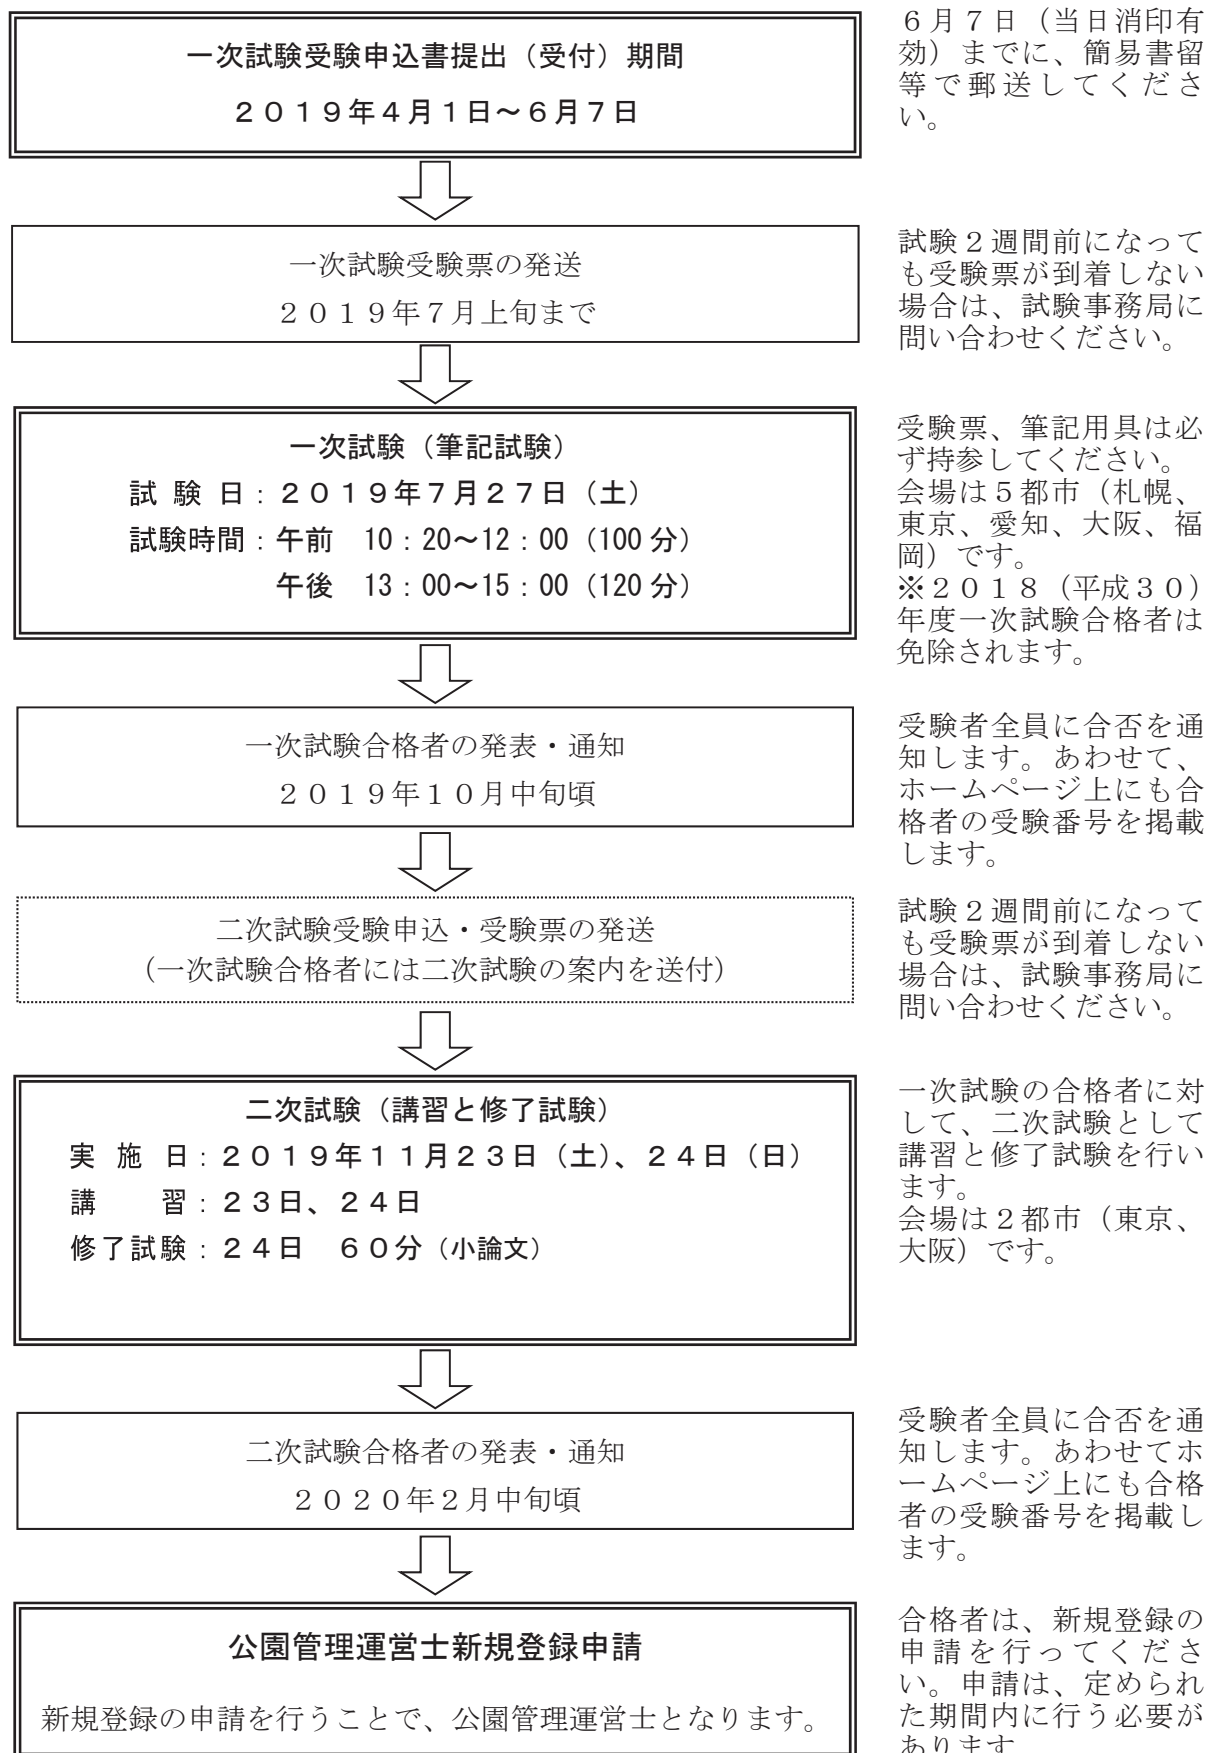 一次試験受験申込書提出（受付）期間
２０１９年４月１日～６月７日
６月７日（当日消印有
効）までに、簡易書留
等で郵送してくださ
い。
一次試験受験票の発送
２０１９年７月上旬まで
試験２週間前になって
も受験票が到着しない
場合は、試験事務局に
問い合わせください。
一次試験（筆記試験）
試 験 日：２０１９年７月２７日（土）
試験時間：午前　10：20～12：00（100分）
午後　13：00～15：00（120分）
受験票、筆記用具は必
ず持参してください。
会場は５都市（札幌、
東京、愛知、大阪、福
岡）です。
※２０１８（平成３０）
年度一次試験合格者は
免除されます。
一次試験合格者の発表・通知
２０１９年１０月中旬頃
受験者全員に合否を通
知します。あわせて、
ホームページ上にも合
格者の受験番号を掲載
します。
二次試験受験申込・受験票の発送
（一次試験合格者には二次試験の案内を送付）
試験２週間前になって
も受験票が到着しない
場合は、試験事務局に
問い合わせください。
二次試験（講習と修了試験）
実 施 日：２０１９年１１月２３日（土）、２４日（日）
講　　習：２３日、２４日
修了試験：２４日　６０分（小論文）
一次試験の合格者に対
して、二次試験として
講習と修了試験を行い
ます。
会場は２都市（東京、
大阪）です。
二次試験合格者の発表・通知
２０２０年２月中旬頃
受験者全員に合否を通
知します。あわせてホ
ームページ上にも合格
者の受験番号を掲載し
ます。
公園管理運営士新規登録申請
新規登録の申請を行うことで、公園管理運営士となります。
合格者は、新規登録の
申請を行ってくださ
い。申請は、定められ
た期間内に行う必要が
あります